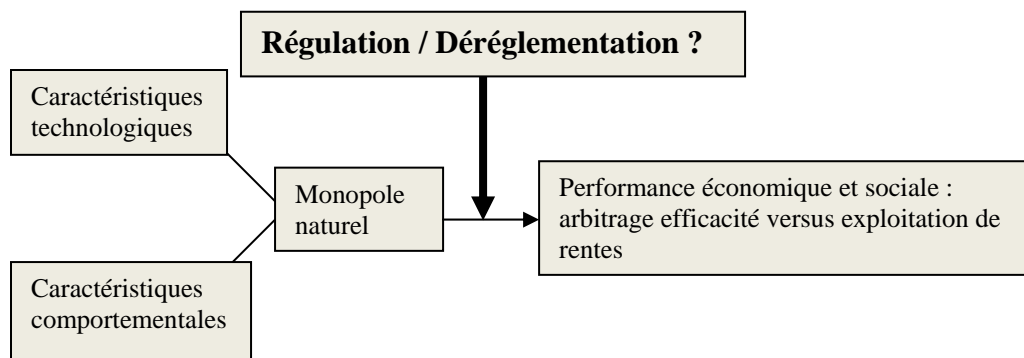 Régulation / Déréglementation ?
Caractéristiques
technologiques
Monopole
naturel
Performance économique et sociale :
arbitrage efficacité versus exploitation de
rentes
Caractéristiques
comportementales